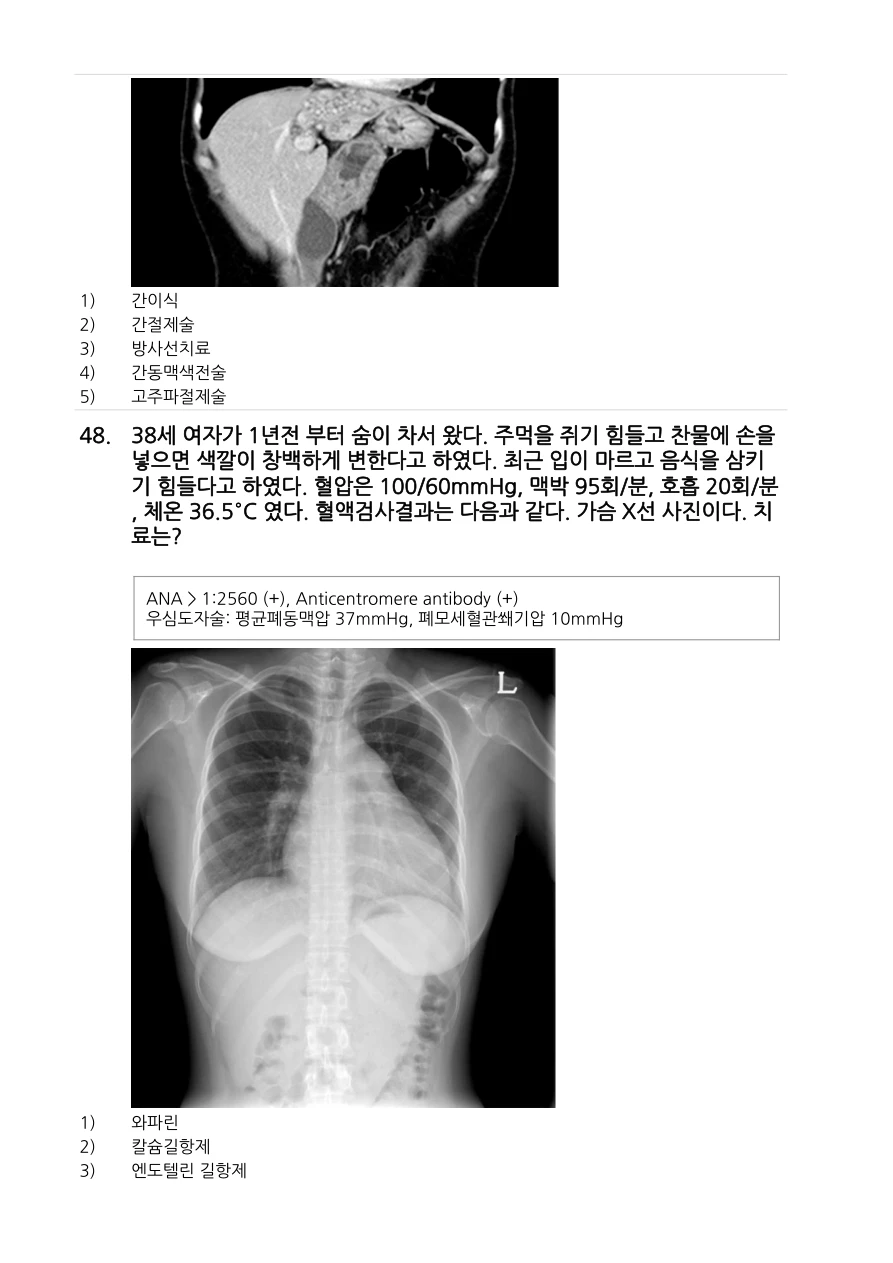 1) 간이식
2) 간절제술
3) 방사선치료
4) 간동맥색전술
5) 고주파절제술
48. 38세 여자가 1년전 부터 숨이 차서 왔다. 주먹을 쥐기 힘들고 찬물에 손을
넣으면 색깔이 창백하게 변한다고 하였다. 최근 입이 마르고 음식을 삼키
기 힘들다고 하였다. 혈압은 100/60mmHg, 맥박 95회/분, 호흡 20회/분
, 체온 36.5°C 였다. 혈액검사결과는 다음과 같다. 가슴 X선 사진이다. 치
료는?
ANA > 1:2560 (+), Anticentromere antibody (+)
우심도자술: 평균폐동맥압 37mmHg, 폐모세혈관쐐기압 10mmHg
L
1) 와파린
2) 칼슘길항제
3) 엔도텔린 길항제